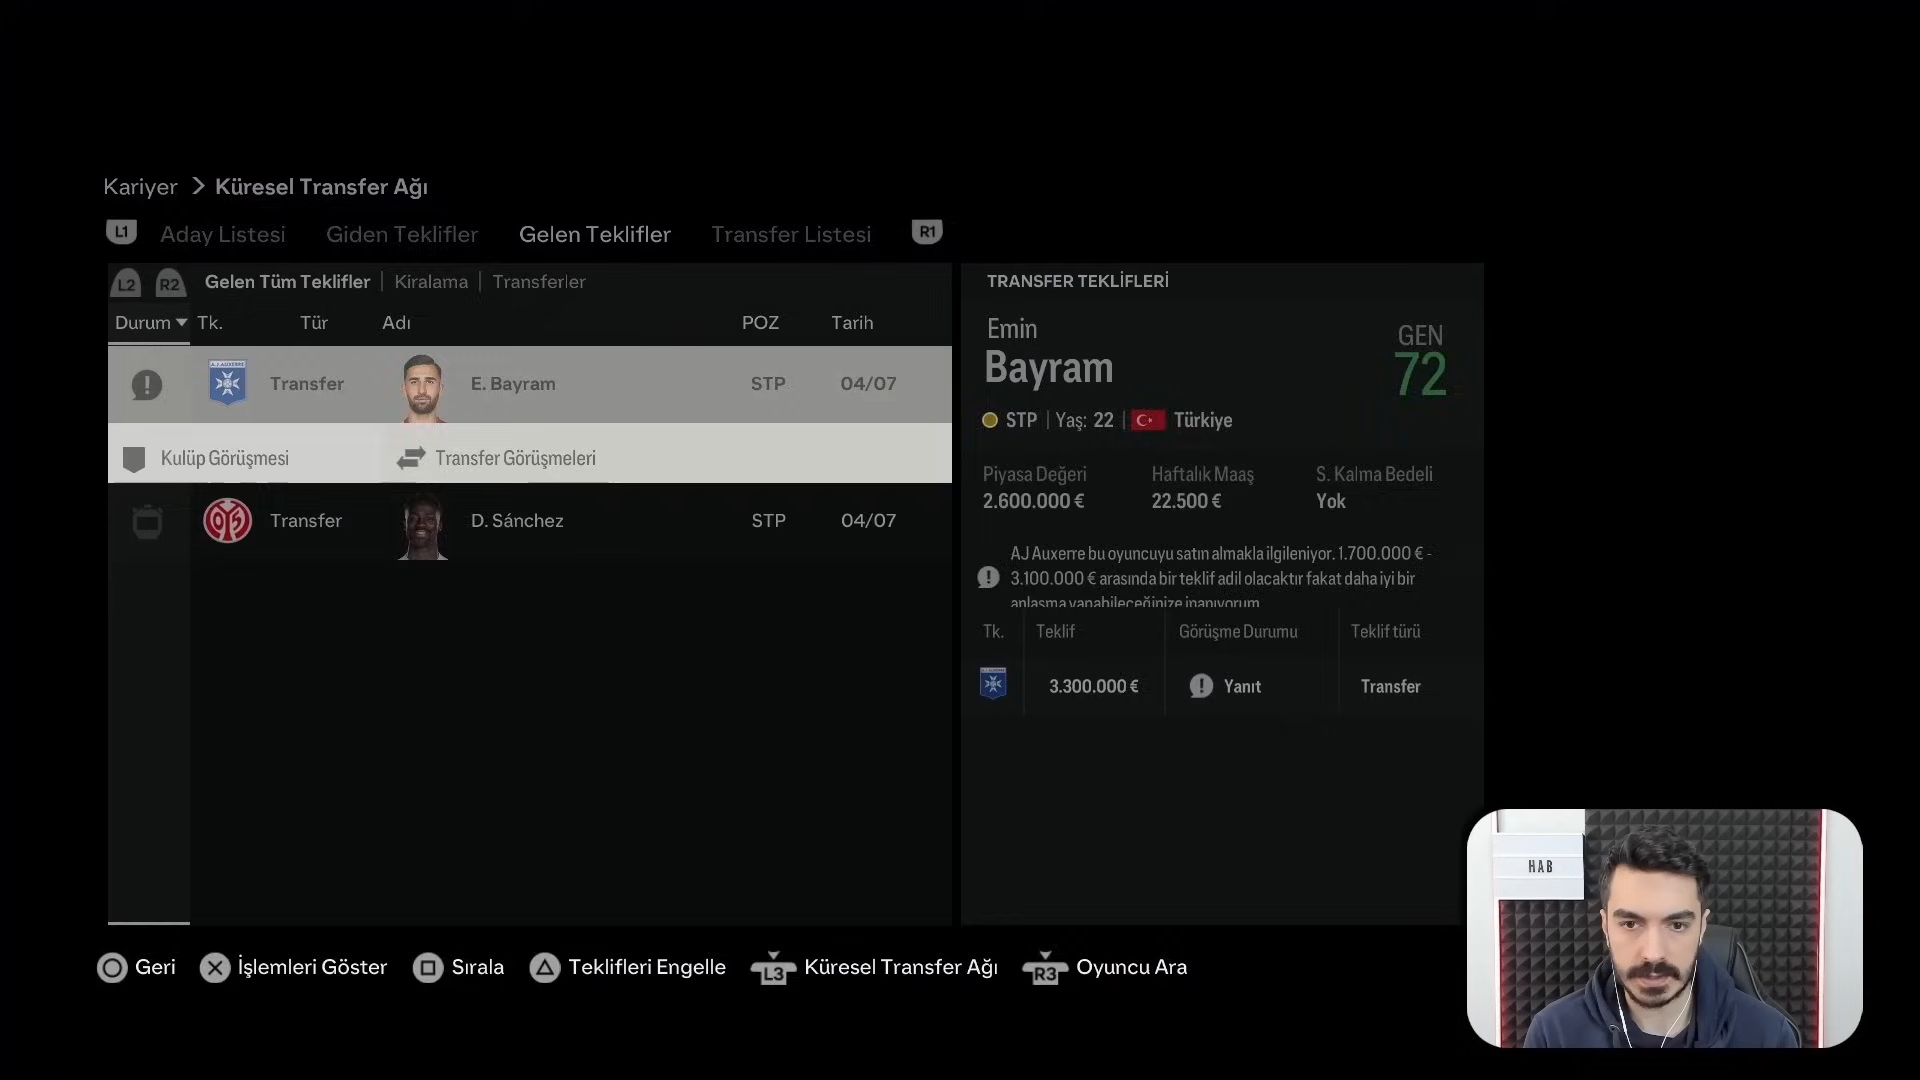 Kariyer > Küresel Transfer Ağı
L1 Aday Listesi Giden Teklifler Gelen Teklifler Transfer Listesi R1
L2 R2 Gelen Tüm Teklifler | Kiralama | Transferler
Durum Tk. Tür Adı POZ Tarih
Transfer E. Bayram STP 04/07
Kulüp Görüşmesi Transfer Görüşmeleri
Transfer D. Sánchez STP 04/07
TRANSFER TEKLİFLERİ
Emin
Bayram
GEN
72
STP | Yaş: 22 | Türkiye
Piyasa Değeri Haftalık Maaş S. Kalma Bedeli
2.600.000 € 22.500 € Yok
AJ Auxerre bu oyuncuyu satın almakla ilgileniyor. 1.700.000 € -
3.100.000 € arasında bir teklif adil olacaktır fakat daha iyi bir
anlaşma yapabileceğinize inanıyorum.
Tk. Teklif Görüşme Durumu Teklif türü
3.300.000 € Yanıt Transfer
Geri İşlemleri Göster Sırala Teklifleri Engelle L3 Küresel Transfer Ağı R3 Oyuncu Ara
HAB